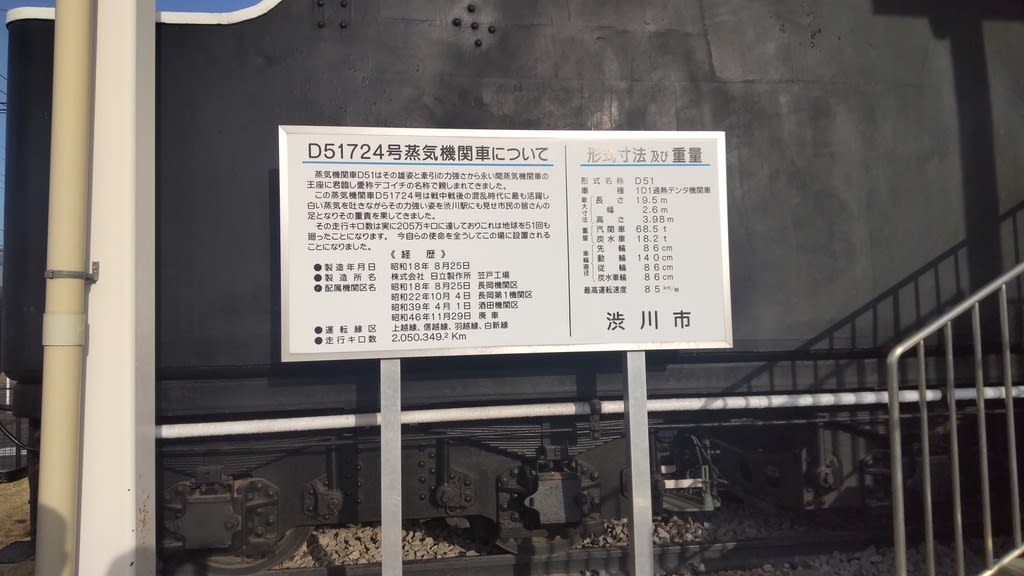 D51724号蒸気機関車について
蒸気機関車D51はその雄姿と牽引の力強さから永い間蒸気機関車の
王座に君臨し愛称デコイチの名称で親しまれてきました。
この蒸気機関車D51724号は戦中戦後の混乱時代に最も活躍し
白い蒸気を吐きながらその力強い姿を渋川駅にも見せ市民の皆さんの
足となりその重責を果してきました。
その走行キロ数は実に205万キロに達しておりこれは地球を51回も
廻ったことになります。 今自らの使命を全うしてこの場に設置される
ことになりました。
《経 歴》
●製造年月日 昭和18年 8月25日
●製造所名 株式会社 日立製作所 笠戸工場
●配属機関区名 昭和18年 8月25日 長岡機関区
昭和22年10月 4日 長岡第1機関区
昭和39年 4月 1日 酒田機関区
昭和46年11月29日 廃 車
●運転線区 上越線、信越線、羽越線、白新線
●走行キロ数 2,050,349.2 Km
形式寸法及び重量
形式名称 D51
車 種 1D1過熱テンダ機関車
最大寸法 長さ 19.5m
幅 2.6m
高さ 3.98m
重量 汽関車 68.5t
炭水車 18.2t
車輪直径 先輪 86cm
動輪 140cm
従輪 86cm
炭水車輪 86cm
最高運転速度 85km/時
渋川市